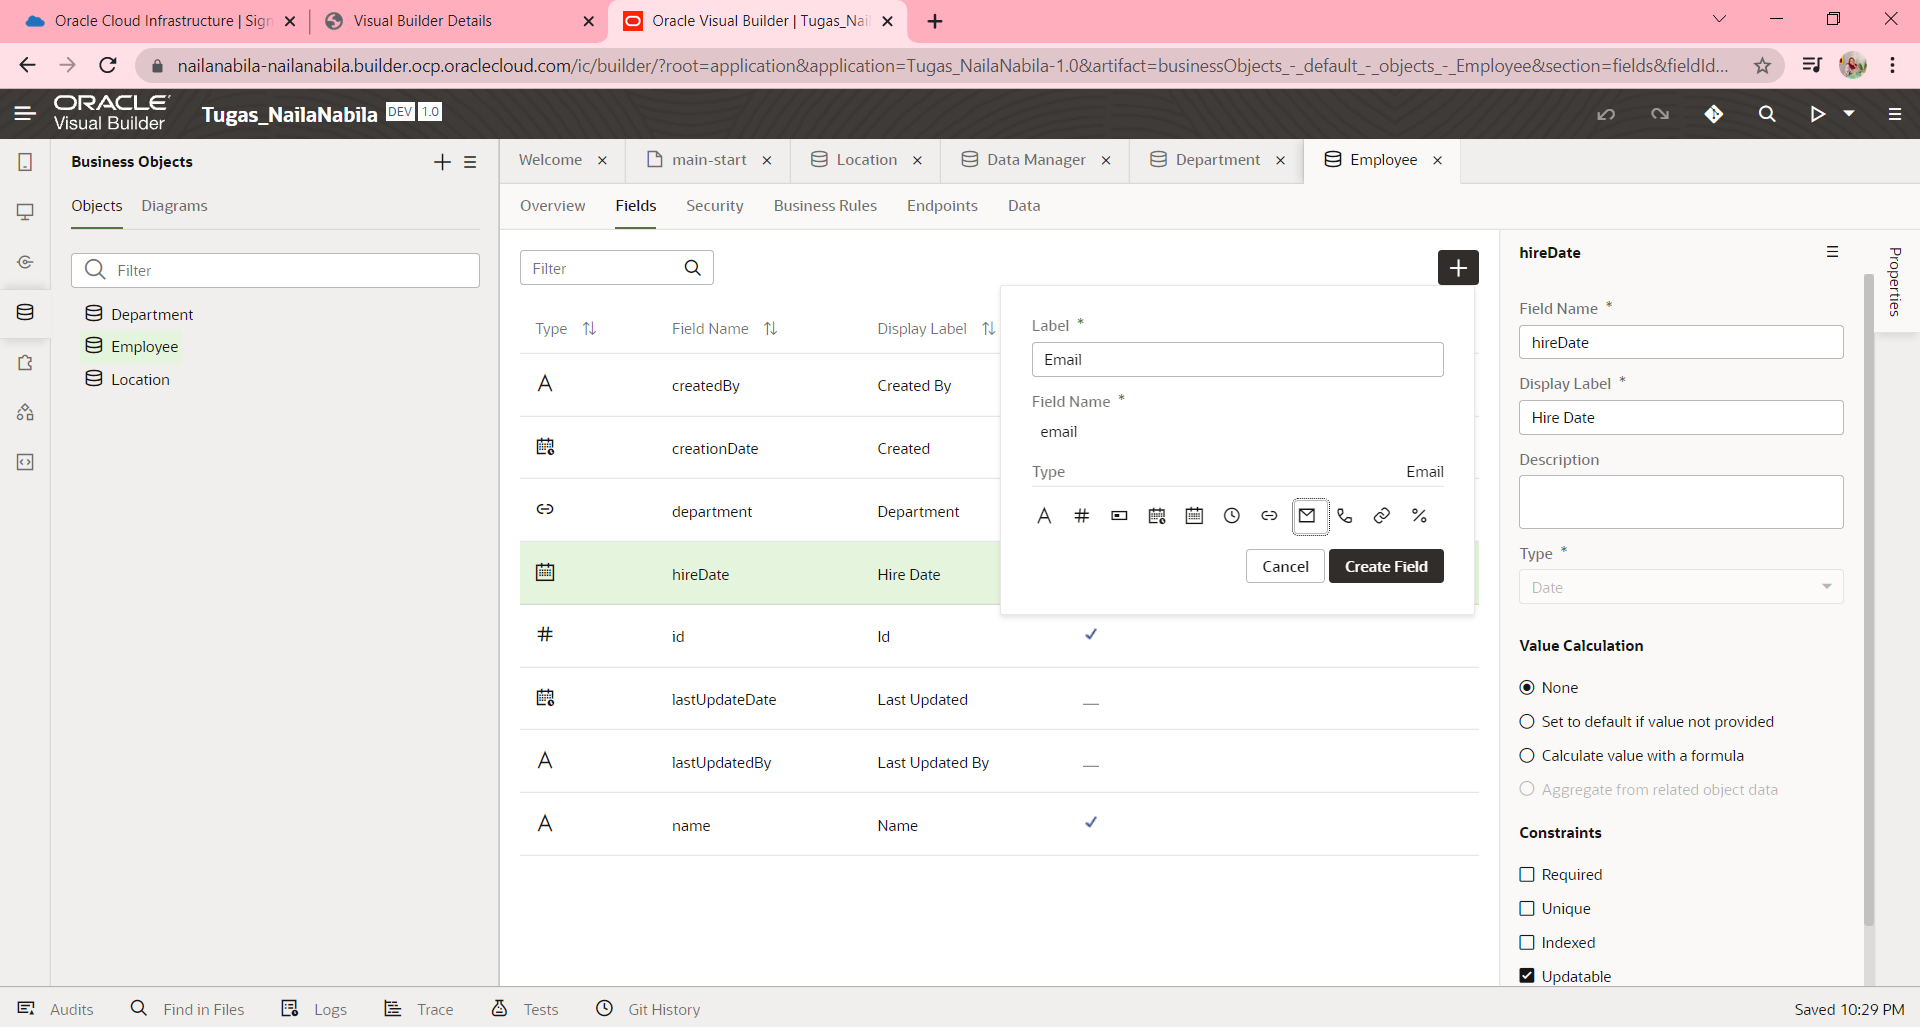 Oracle Cloud Infrastructure | Sign
Visual Builder Details
Oracle Visual Builder | Tugas_Nail
nailanabila-nailanabila.builder.ocp.oraclecloud.com/ic/builder/?root=application&application=Tugas_NailaNabila-1.0&artifact=businessObjects_-_default_-_objects_-_Employee&section=fields&fieldId...
ORACLE
Visual Builder
Tugas_NailaNabila DEV 1.0
Business Objects
Welcome
main-start
Location
Data Manager
Department
Employee
Objects
Diagrams
Overview
Fields
Security
Business Rules
Endpoints
Data
Filter
Department
Employee
Location
Filter
Type
Field Name
Display Label
createdBy
Created By
creationDate
Created
department
Department
hireDate
Hire Date
id
Id
lastUpdateDate
Last Updated
lastUpdatedBy
Last Updated By
name
Name
Label *
Email
Field Name *
email
Type
Email
Cancel
Create Field
hireDate
Properties
Field Name *
hireDate
Display Label *
Hire Date
Description
Type *
Date
Value Calculation
None
Set to default if value not provided
Calculate value with a formula
Aggregate from related object data
Constraints
Required
Unique
Indexed
Updatable
Audits
Find in Files
Logs
Trace
Tests
Git History
Saved 10:29 PM